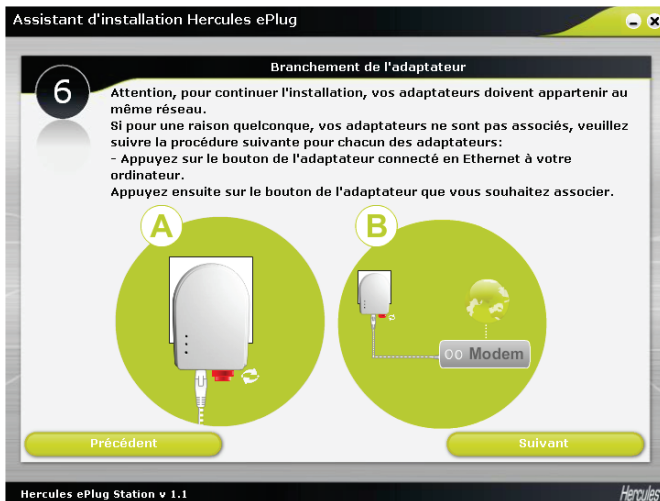 Assistant d'installation Hercules ePlug
Branchement de l'adaptateur
6
Attention, pour continuer l'installation, vos adaptateurs doivent appartenir au
même réseau.
Si pour une raison quelconque, vos adaptateurs ne sont pas associés, veuillez
suivre la procédure suivante pour chacun des adaptateurs:
- Appuyez sur le bouton de l'adaptateur connecté en Ethernet à votre
ordinateur.
Appuyez ensuite sur le bouton de l'adaptateur que vous souhaitez associer.
A
B
00 Modem
Précédent
Suivant
Hercules ePlug Station v 1.1
Hercules